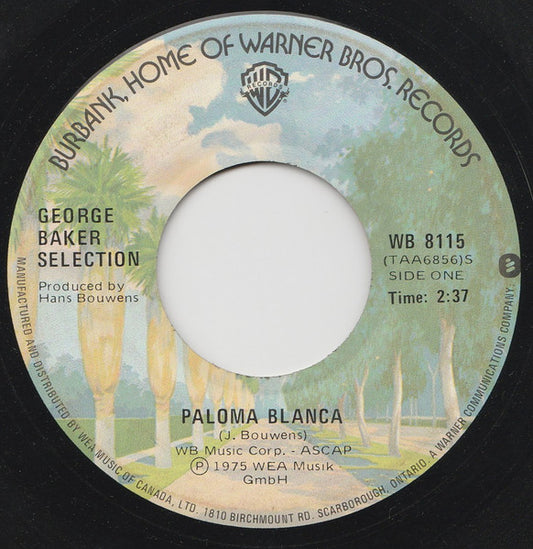 BURBANK, HOME OF WARNER BROS. RECORDS
WB
RECORDS
®
GEORGE
BAKER
SELECTION
Produced by
Hans Bouwens
WB 8115
(TAA6856)S
SIDE ONE
Time: 2:37
PALOMA BLANCA
(J. Bouwens)
WB Music Corp. - ASCAP
Ⓟ 1975 WEA Musik
GmbH
MANUFACTURED AND DISTRIBUTED BY WEA MUSIC OF CANADA, LTD. 1810 BIRCHMOUNT RD. SCARBOROUGH, ONTARIO. A WARNER COMMUNICATIONS COMPANY.